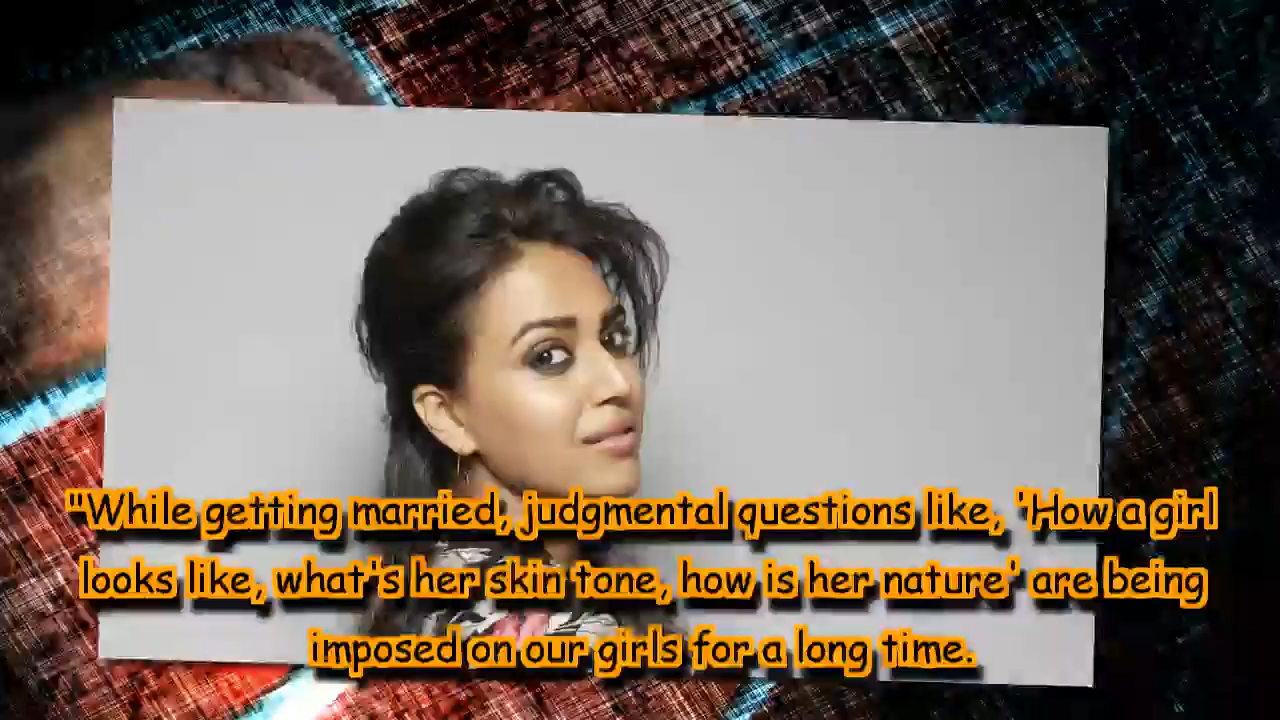 "While getting married, judgmental questions like, 'How a girl
looks like, what's her skin tone, how is her nature' are being
imposed on our girls for a long time.